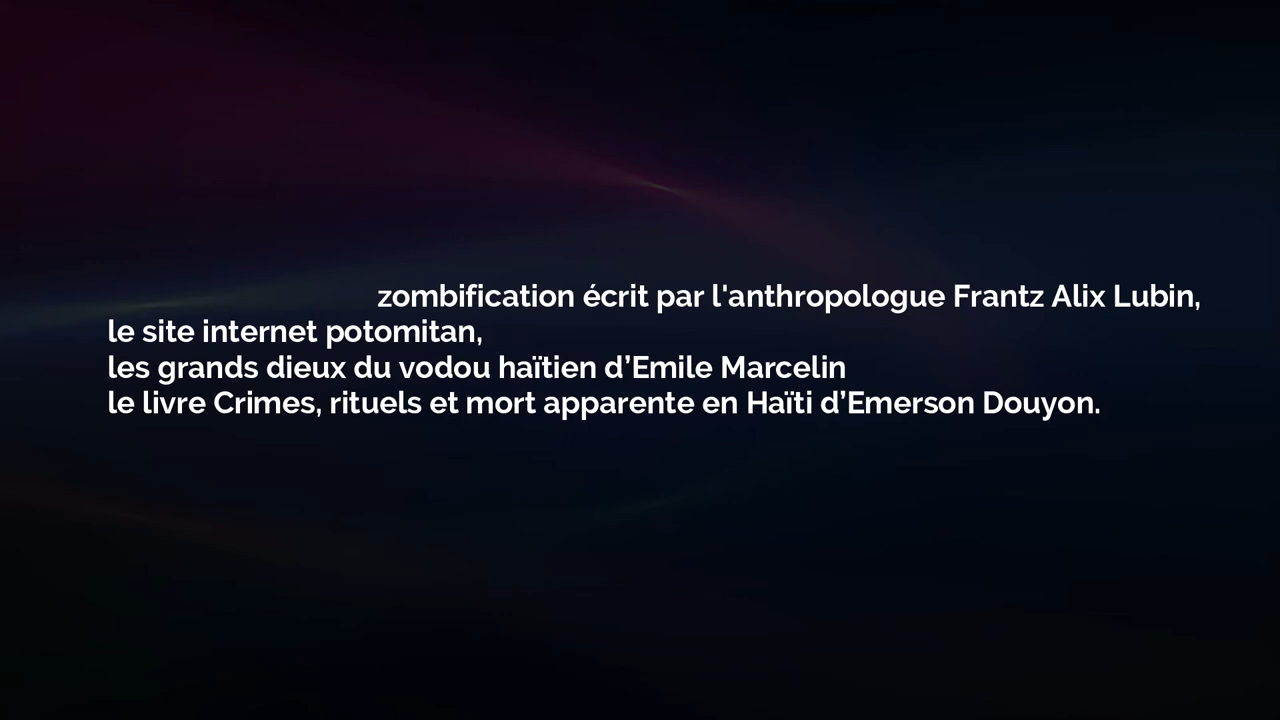 zombification écrit par l'anthropologue Frantz Alix Lubin,
le site internet potomitan,
les grands dieux du vodou haïtien d’Emile Marcelin
le livre Crimes, rituels et mort apparente en Haïti d’Emerson Douyon.